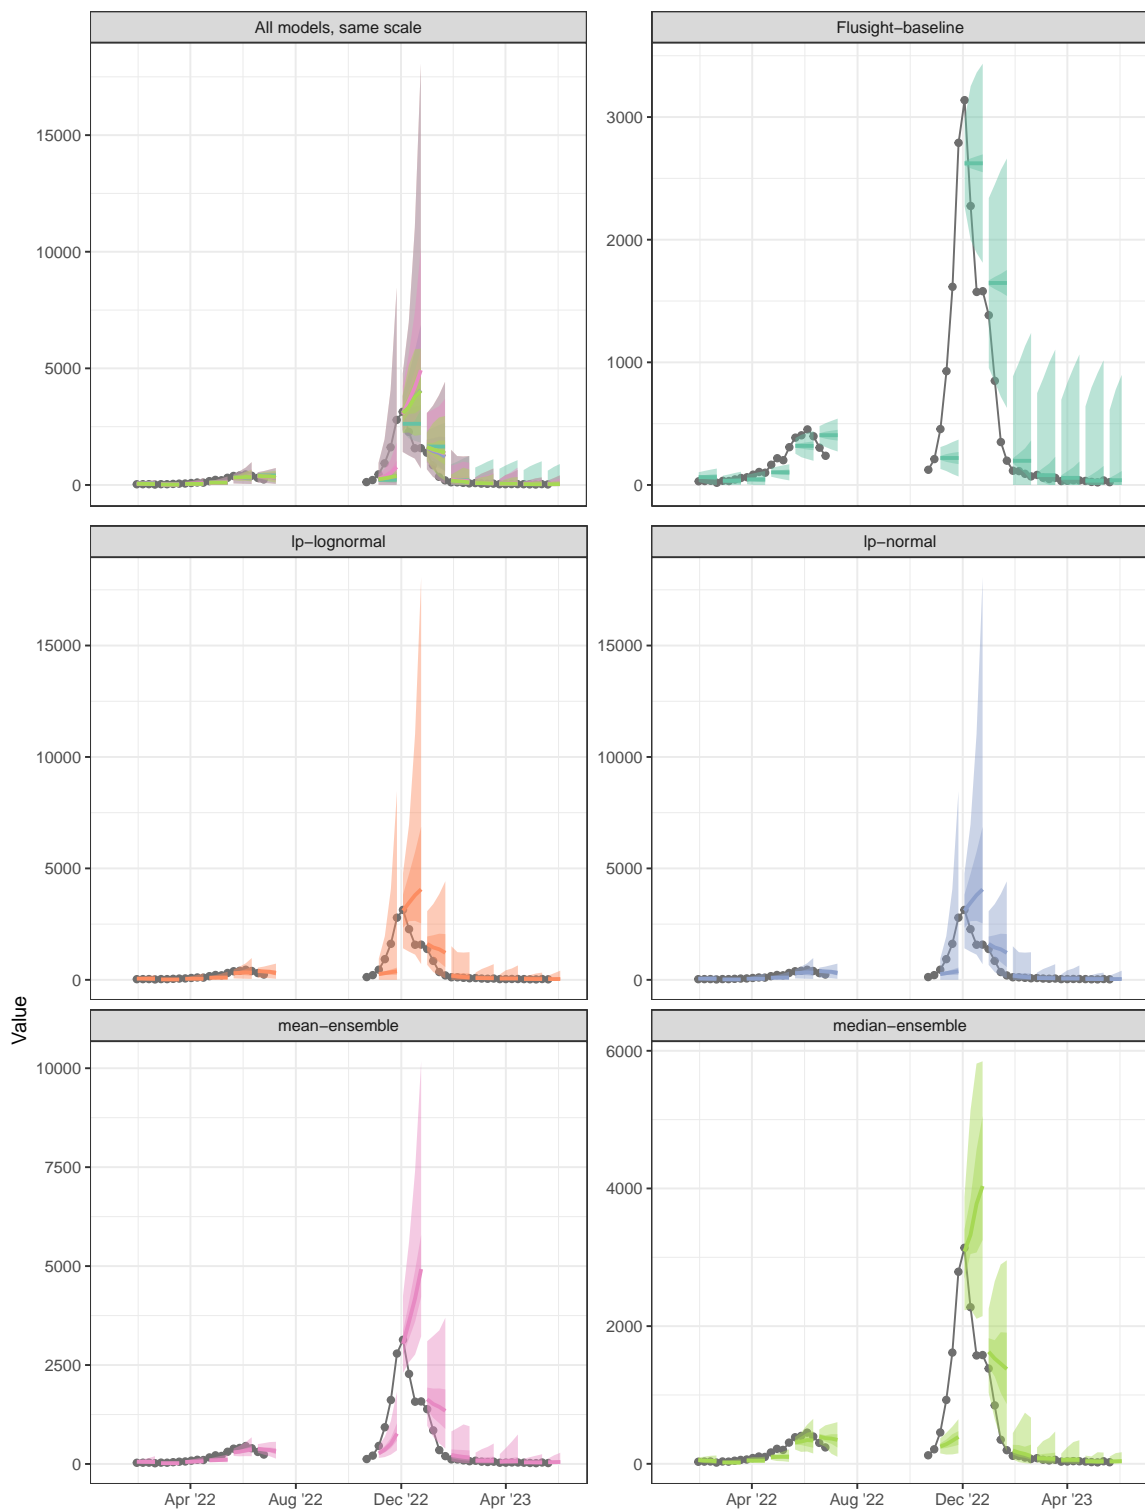 All models, same scale
Flusight−baseline
15000
10000
5000
0
3000
2000
1000
0
lp−lognormal
lp−normal
15000
10000
5000
0
15000
10000
5000
0
mean−ensemble
median−ensemble
10000
7500
5000
2500
0
6000
4000
2000
0
Value
Apr '22
Aug '22
Dec '22
Apr '23
Apr '22
Aug '22
Dec '22
Apr '23